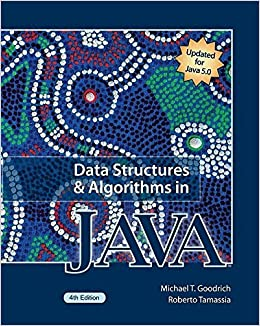 Updated
for
Java 5.0
Data Structures
& Algorithms in
JAVA
Michael T. Goodrich
Roberto Tamassia
4th Edition